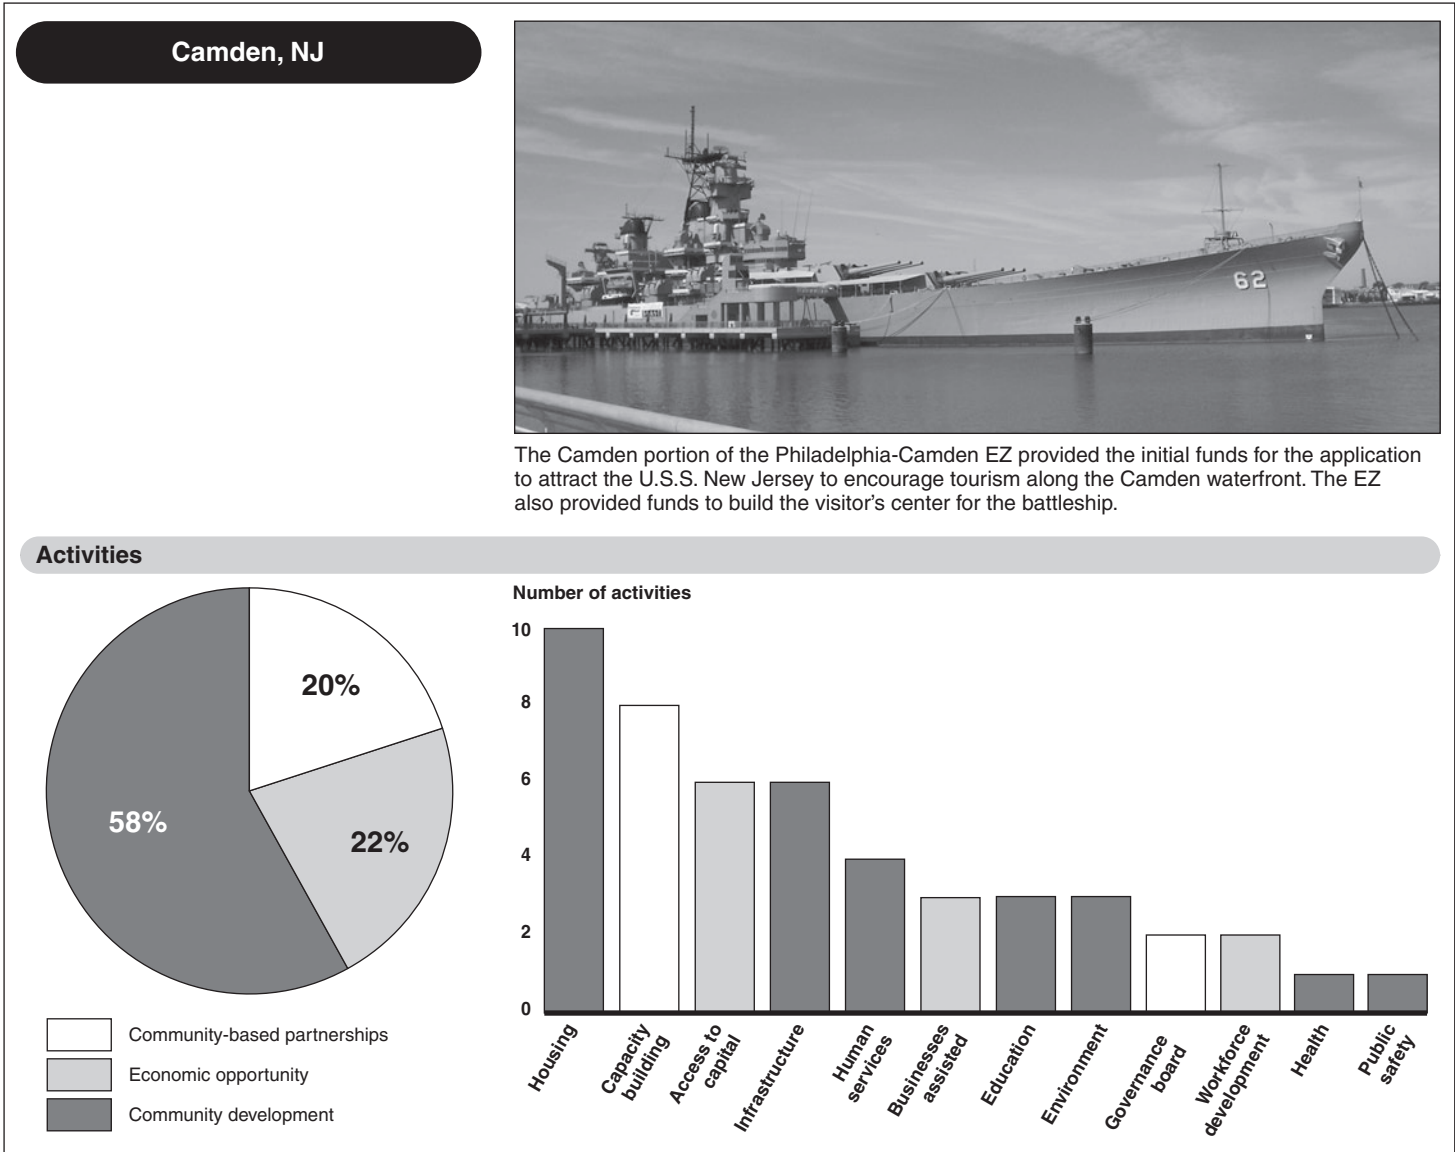 Camden, NJ
62
The Camden portion of the Philadelphia-Camden EZ provided the initial funds for the application
to attract the U.S.S. New Jersey to encourage tourism along the Camden waterfront. The EZ
also provided funds to build the visitor's center for the battleship.
Activities
20%
22%
58%
Community-based partnerships
Economic opportunity
Community development
Number of activities
10
8
6
4
2
0
Housing
Capacity
building
Access to
capital
Infrastructure
Human
services
Businesses
assisted
Education
Environment
Governance
board
Workforce
development
Health
Public
safety